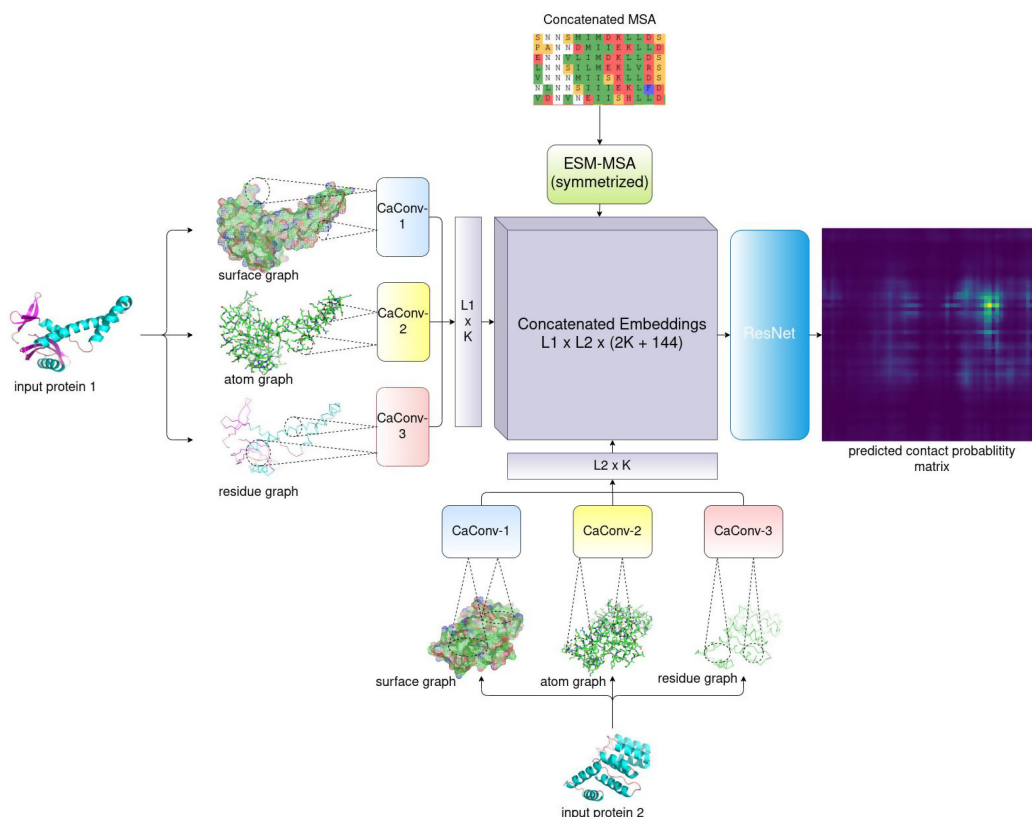 Concatenated MSA
S N N S M I M D K L L D S
P A N N D M I I E K L L D
E N N V L I M D K L L D S
L N N S I L M E K L V R S
V N N N M I I S K L L D S
N L N N S I I I E K L F D
V D N V N E I I S H L L D
ESM-MSA
(symmetrized)
CaConv-
1
surface graph
L1
x
K
CaConv-
2
Concatenated Embeddings
L1 x L2 x (2K + 144)
ResNet
input protein 1
atom graph
CaConv-
3
residue graph
predicted contact probablitity
matrix
L2 x K
CaConv-1
CaConv-2
CaConv-3
surface graph
atom graph
residue graph
input protein 2